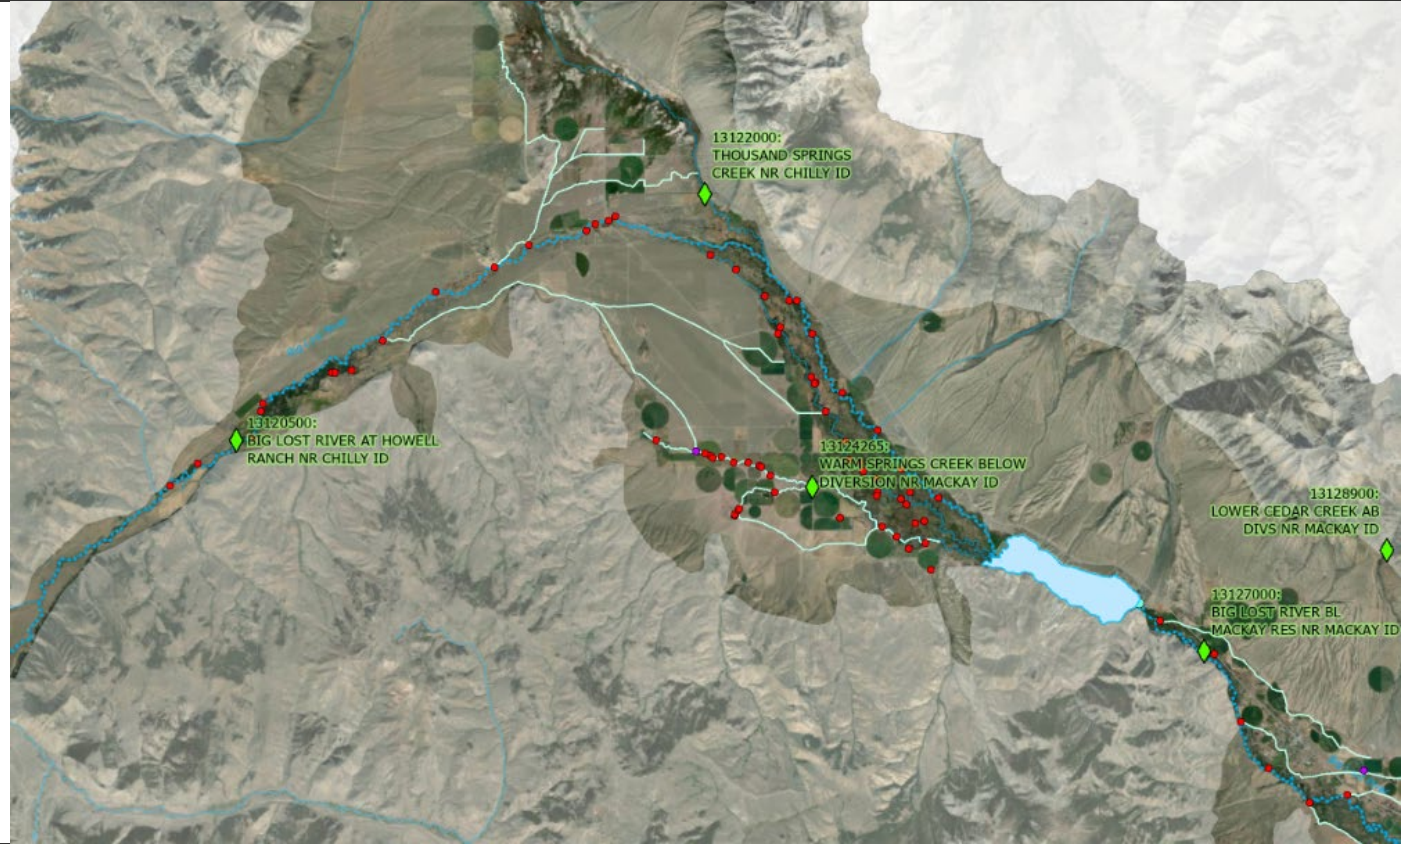 13122000:
THOUSAND SPRINGS
CREEK NR CHILLY ID
13120500:
BIG LOST RIVER AT HOWELL
RANCH NR CHILLY ID
13124265:
WARM SPRINGS CREEK BELOW
DIVERSION NR MACKAY ID
13128900:
LOWER CEDAR CREEK AB
DIVS NR MACKAY ID
13127000:
BIG LOST RIVER BL
MACKAY RES NR MACKAY ID